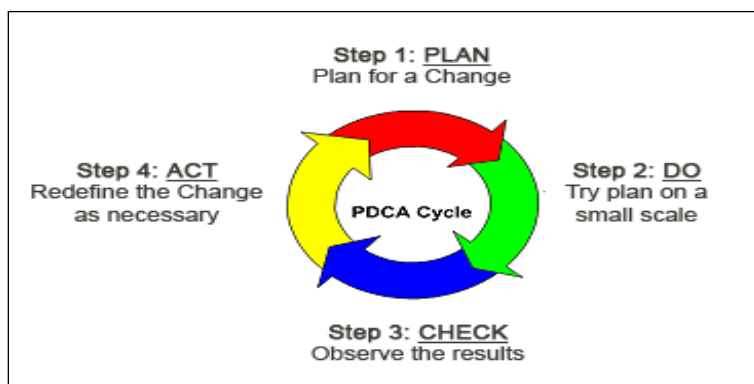 Step 1: PLAN
Plan for a Change
Step 2: DO
Try plan on a
small scale
Step 3: CHECK
Observe the results
Step 4: ACT
Redefine the Change
as necessary
PDCA Cycle